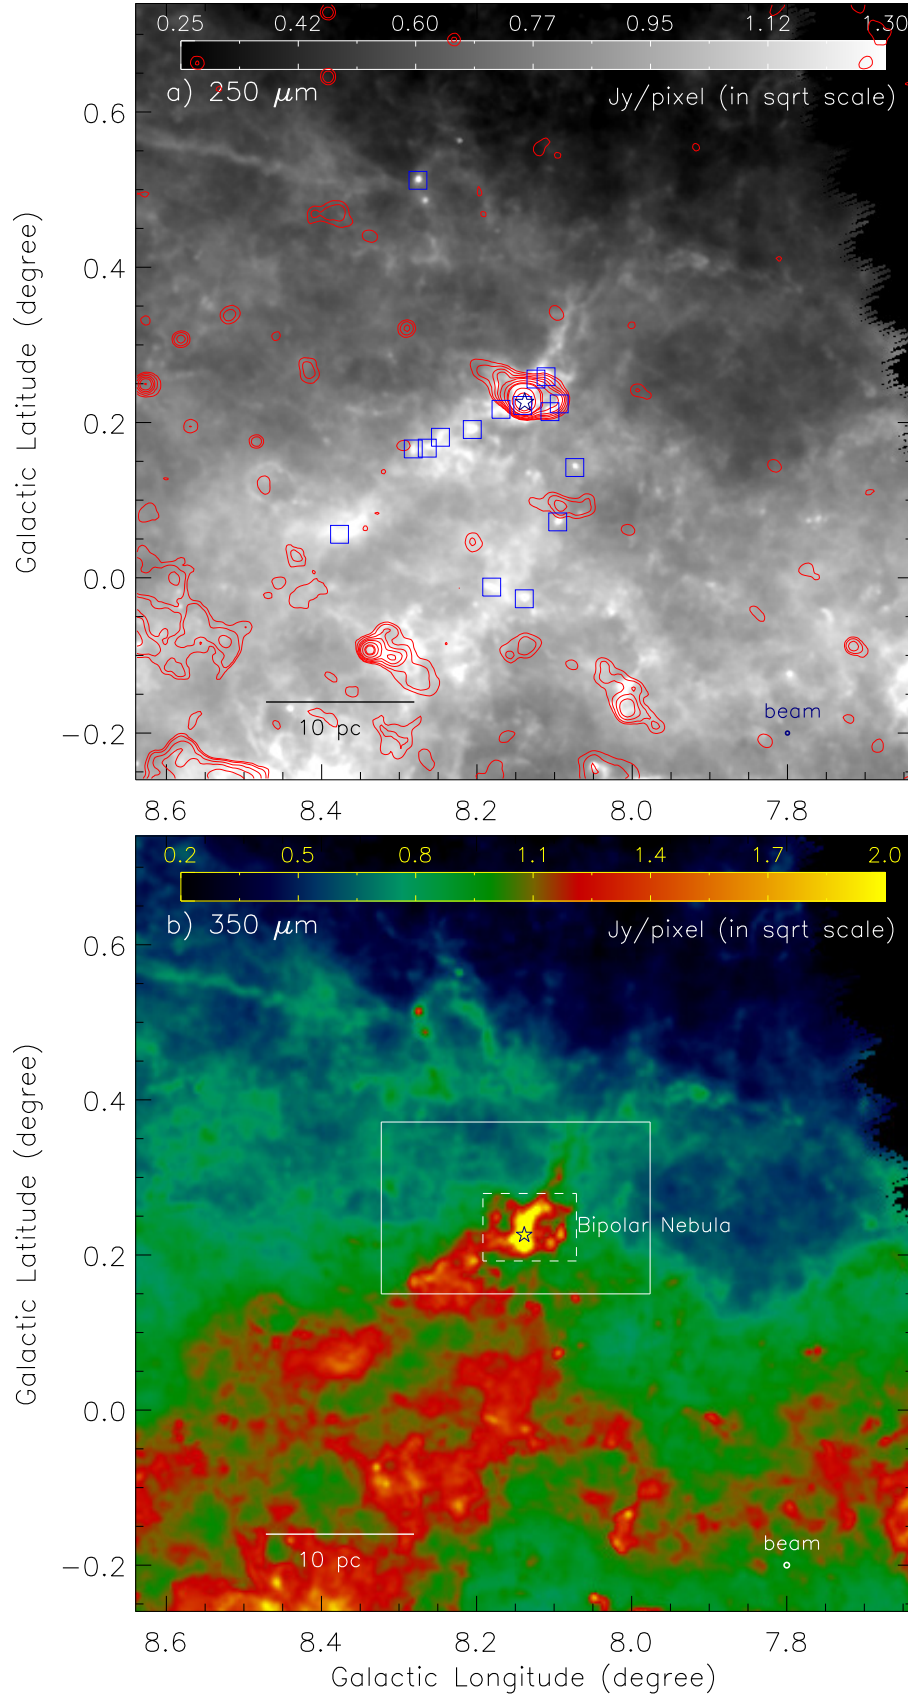 0.25 0.42 0.60 0.77 0.95 1.12 1.30
a) 250 μm
Jy/pixel (in sqrt scale)
0.6
0.4
0.2
0.0
−0.2
Galactic Latitude (degree)
10 pc
beam
8.6 8.4 8.2 8.0 7.8
0.2 0.5 0.8 1.1 1.4 1.7 2.0
b) 350 μm
Jy/pixel (in sqrt scale)
0.6
0.4
0.2
0.0
−0.2
Galactic Latitude (degree)
Bipolar Nebula
10 pc
beam
8.6 8.4 8.2 8.0 7.8
Galactic Longitude (degree)